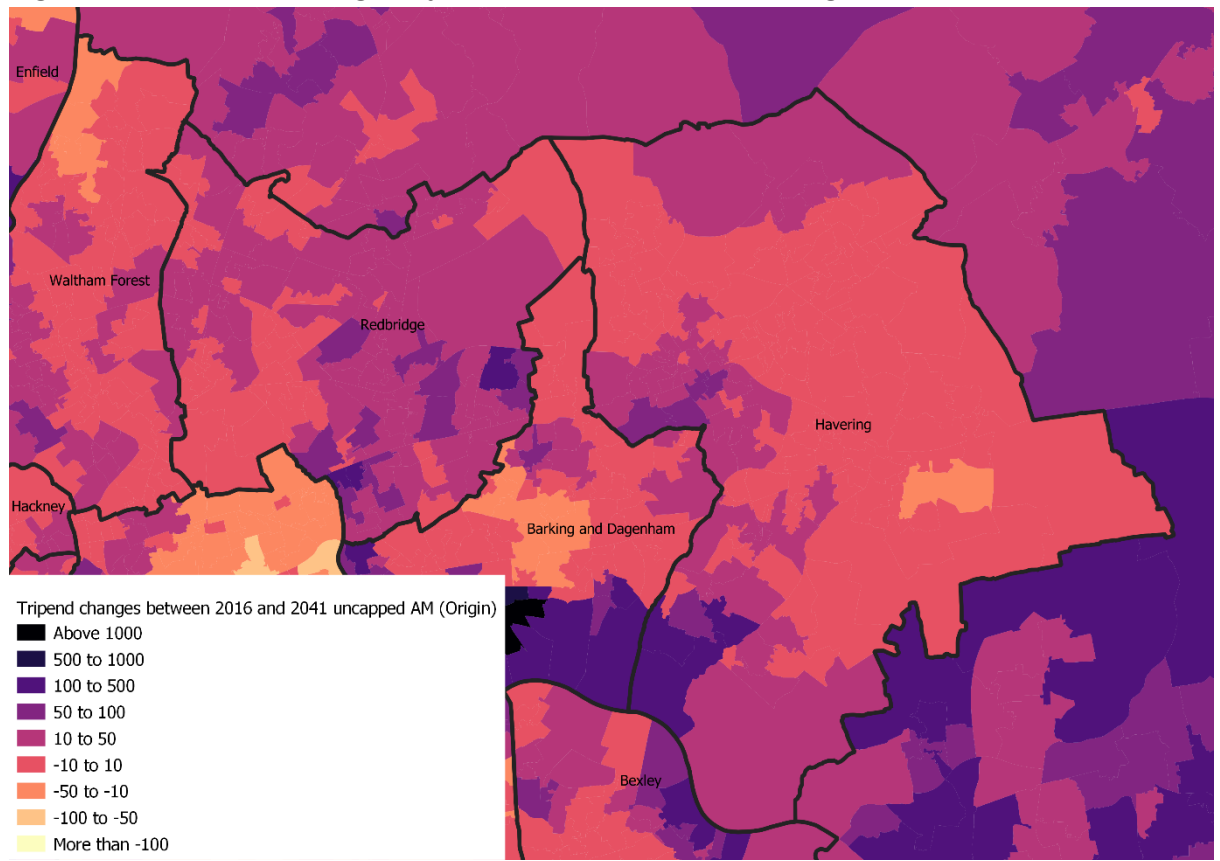 Enfield
Waltham Forest
Redbridge
Havering
Hackney
Barking and Dagenham
Bexley
Tripend changes between 2016 and 2041 uncapped AM (Origin)
Above 1000
500 to 1000
100 to 500
50 to 100
10 to 50
-10 to 10
-50 to -10
-100 to -50
More than -100